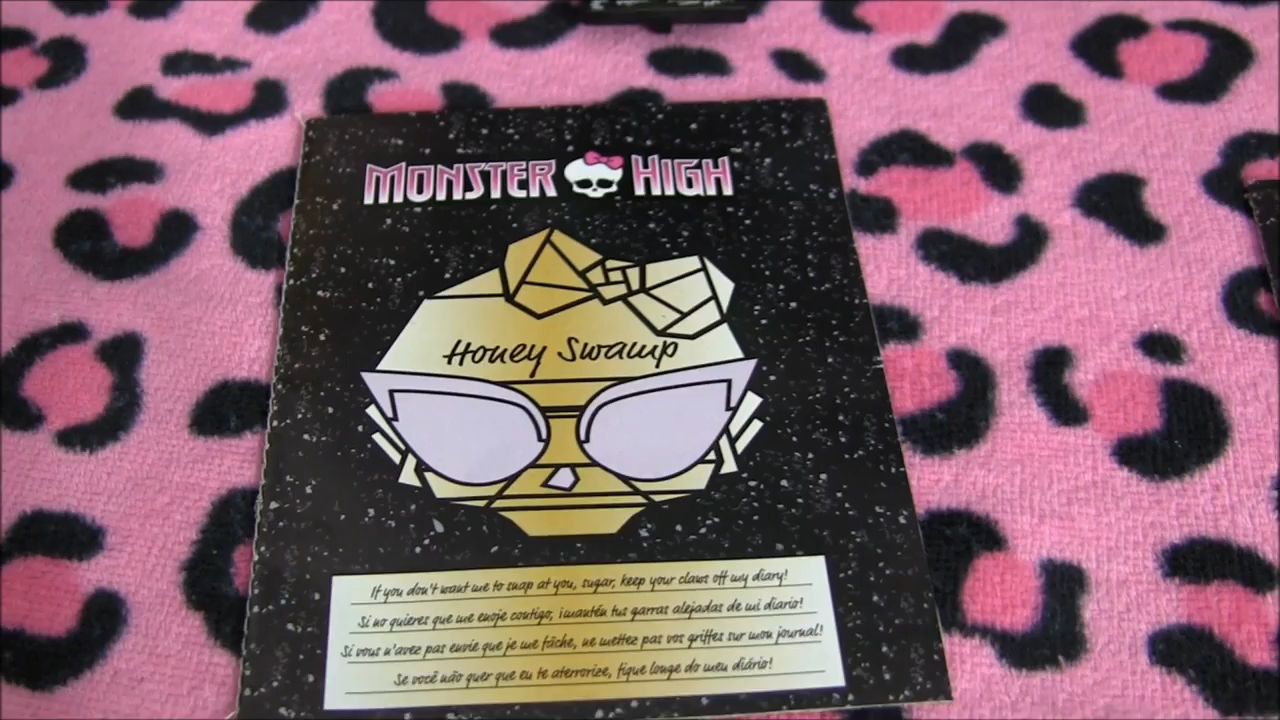 MONSTER HIGH
Honey Swamp
If you don't want me to snap at you, sugar, keep your claws off my diary!
Si no quieres que me enoje contigo, ¡mantén tus garras alejadas de mi diario!
Si vous n'avez pas envie que je me fâche, ne mettez pas vos griffes sur mon journal!
Se você não quer que eu te aterrorize, fique longe do meu diário!